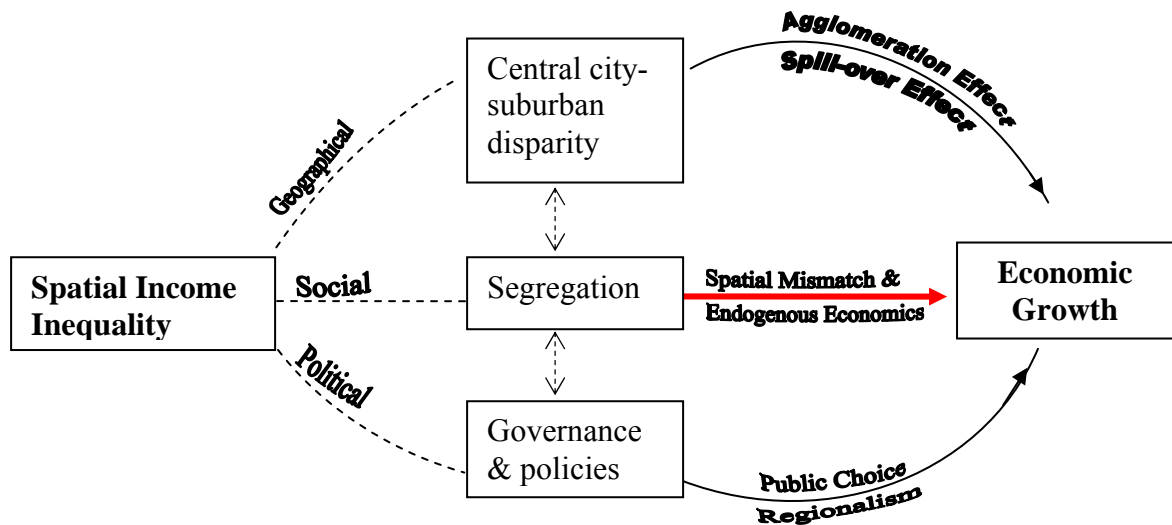 Agglomeration Effect
Spill-over Effect
Central city-
suburban
disparity
Geographical
Spatial Income
Inequality
Social
Segregation
Spatial Mismatch &
Endogenous Economics
Economic
Growth
Political
Governance
& policies
Public Choice
Regionalism